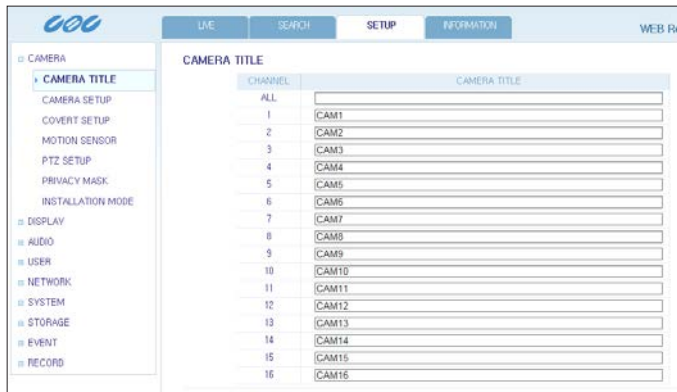 LIVE SEARCH SETUP INFORMATION
CAMERA
CAMERA TITLE
CAMERA SETUP
COVERT SETUP
MOTION SENSOR
PTZ SETUP
PRIVACY MASK
INSTALLATION MODE
DISPLAY
AUDIO
USER
NETWORK
SYSTEM
STORAGE
EVENT
RECORD
WEB R
CAMERA TITLE
CHANNEL CAMERA TITLE
ALL
1 CAM1
2 CAM2
3 CAM3
4 CAM4
5 CAM5
6 CAM6
7 CAM7
8 CAM8
9 CAM9
10 CAM10
11 CAM11
12 CAM12
13 CAM13
14 CAM14
15 CAM15
16 CAM16